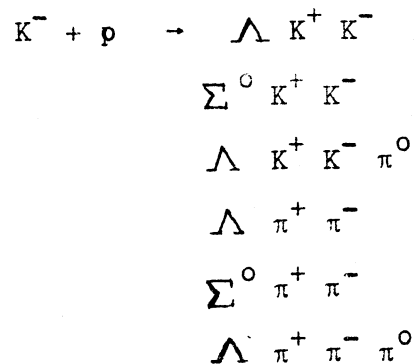 K⁻ + p → Λ K⁺ K⁻
Σ⁰ K⁺ K⁻
Λ K⁺ K⁻ π⁰
Λ π⁺ π⁻
Σ⁰ π⁺ π⁻
Λ π⁺ π⁻ π⁰